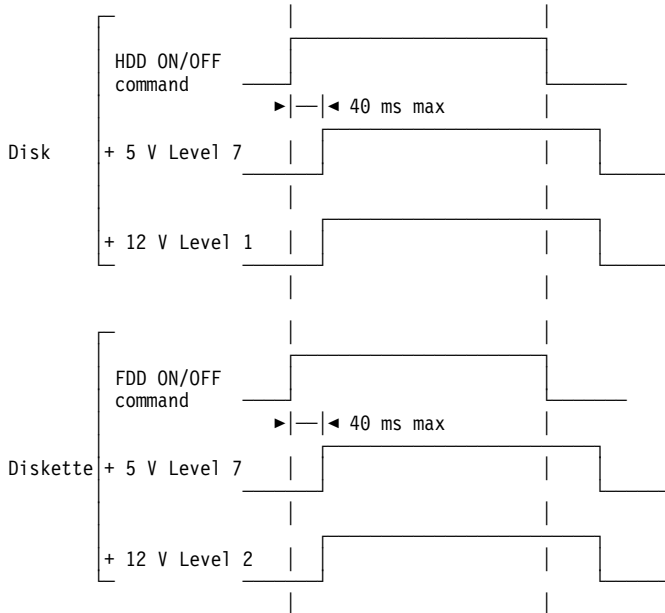 HDD ON/OFF
command
40 ms max
Disk
+ 5 V Level 7
+ 12 V Level 1
FDD ON/OFF
command
40 ms max
Diskette
+ 5 V Level 7
+ 12 V Level 2